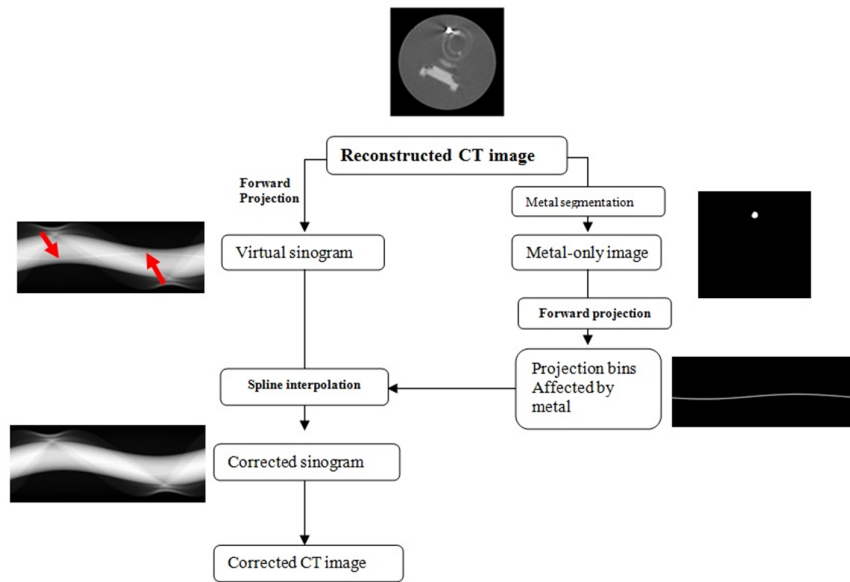 Reconstructed CT image
Forward
Projection
Metal segmentation
Virtual sinogram
Metal-only image
Forward projection
Projection bins
Affected by
metal
Spline interpolation
Corrected sinogram
Corrected CT image